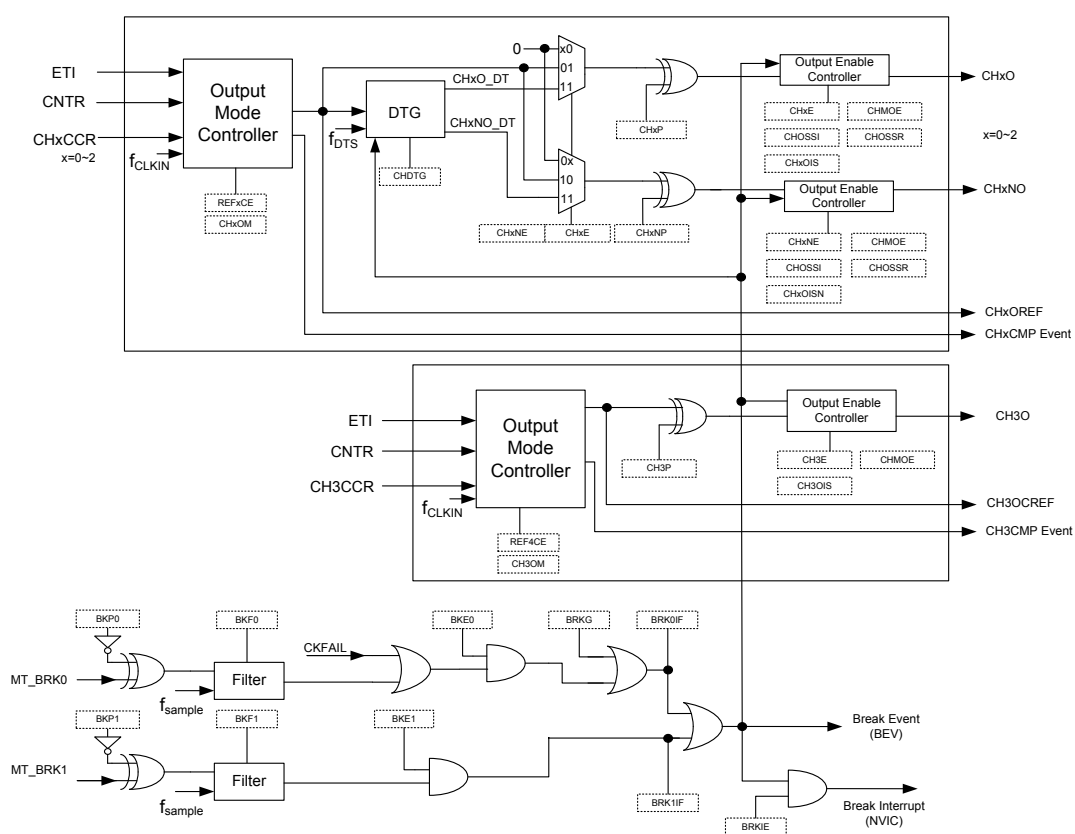 ETI
CNTR
CHxCCR
x=0~2
fCLKIN
Output
Mode
Controller
REFxCE
CHxOM
fDTS
DTG
CHDTG
CHxO_DT
CHxNO_DT
0
x0
01
11
0x
10
11
CHxNE
CHxE
CHxP
CHxNP
Output Enable
Controller
CHxE
CHMOE
CHOSSI
CHOSSR
CHxOIS
CHxO
x=0~2
Output Enable
Controller
CHxNE
CHMOE
CHOSSI
CHOSSR
CHxOISN
CHxNO
CHxOREF
CHxCMP Event
ETI
CNTR
CH3CCR
fCLKIN
Output
Mode
Controller
REF4CE
CH3OM
CH3P
Output Enable
Controller
CH3E
CHMOE
CH3OIS
CH3O
CH3OCREF
CH3CMP Event
BKP0
MT_BRK0
BKF0
Filter
fsample
CKFAIL
BKE0
BRKG
BRK0IF
BKP1
MT_BRK1
BKF1
Filter
fsample
BKE1
BRK1IF
Break Event
(BEV)
BRKIE
Break Interrupt
(NVIC)